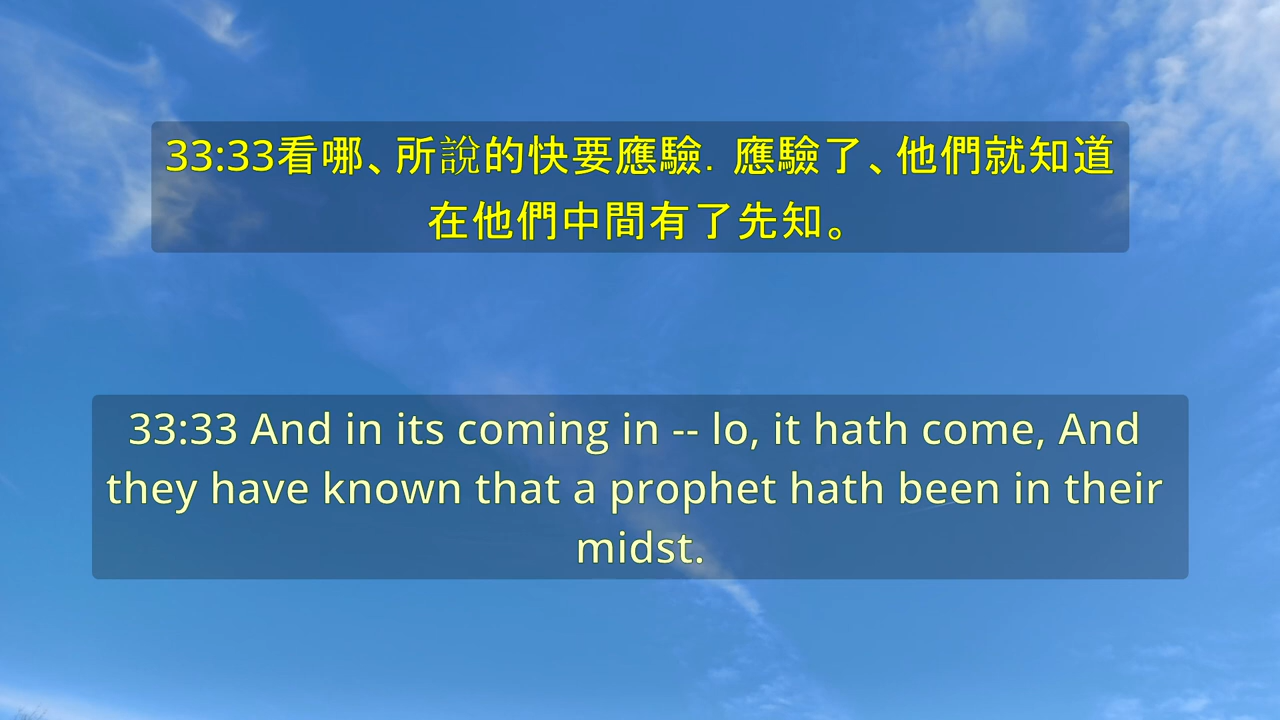 33:33看哪、所說的快要應驗．應驗了、他們就知道
在他們中間有了先知。
33:33 And in its coming in -- lo, it hath come, And
they have known that a prophet hath been in their
midst.